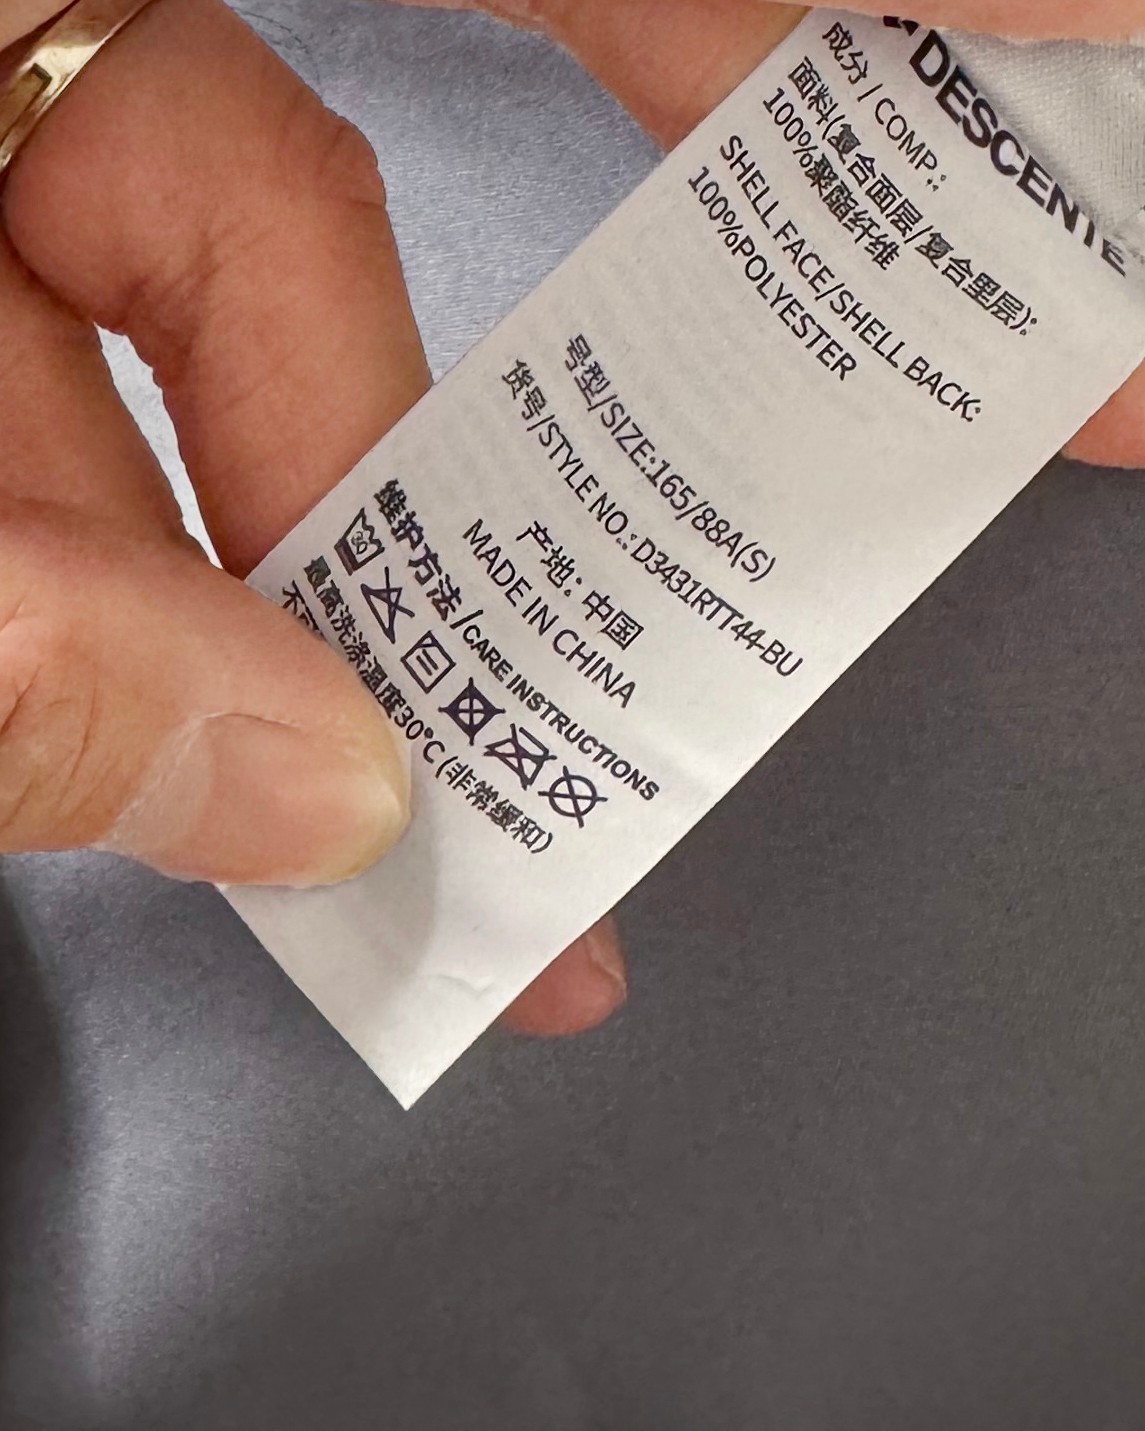 DESCENTE
成分 / COMP.:
面料(复合面层/复合里层):
100%聚酯纤维
SHELL FACE/SHELL BACK:
100%POLYESTER
号型/SIZE:165/88A(S)
货号/STYLE NO.:D3431RTT44-BU
产地: 中国
MADE IN CHINA
维护方法/CARE INSTRUCTIONS
30
最高洗涤温度30°C(非常缓和)